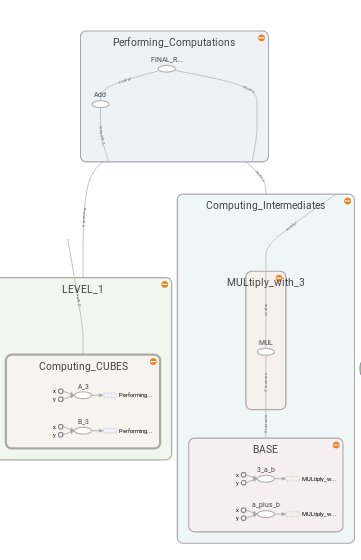 Performing_Computations
FINAL_R...
Add
Computing_Intermediates
MULtiply_with_3
MUL
LEVEL_1
Computing_CUBES
x
y
A_3
Performing...
x
y
B_3
Performing...
BASE
x
y
3_a_b
MULtiply_w...
x
y
a_plus_b
MULtiply_w...